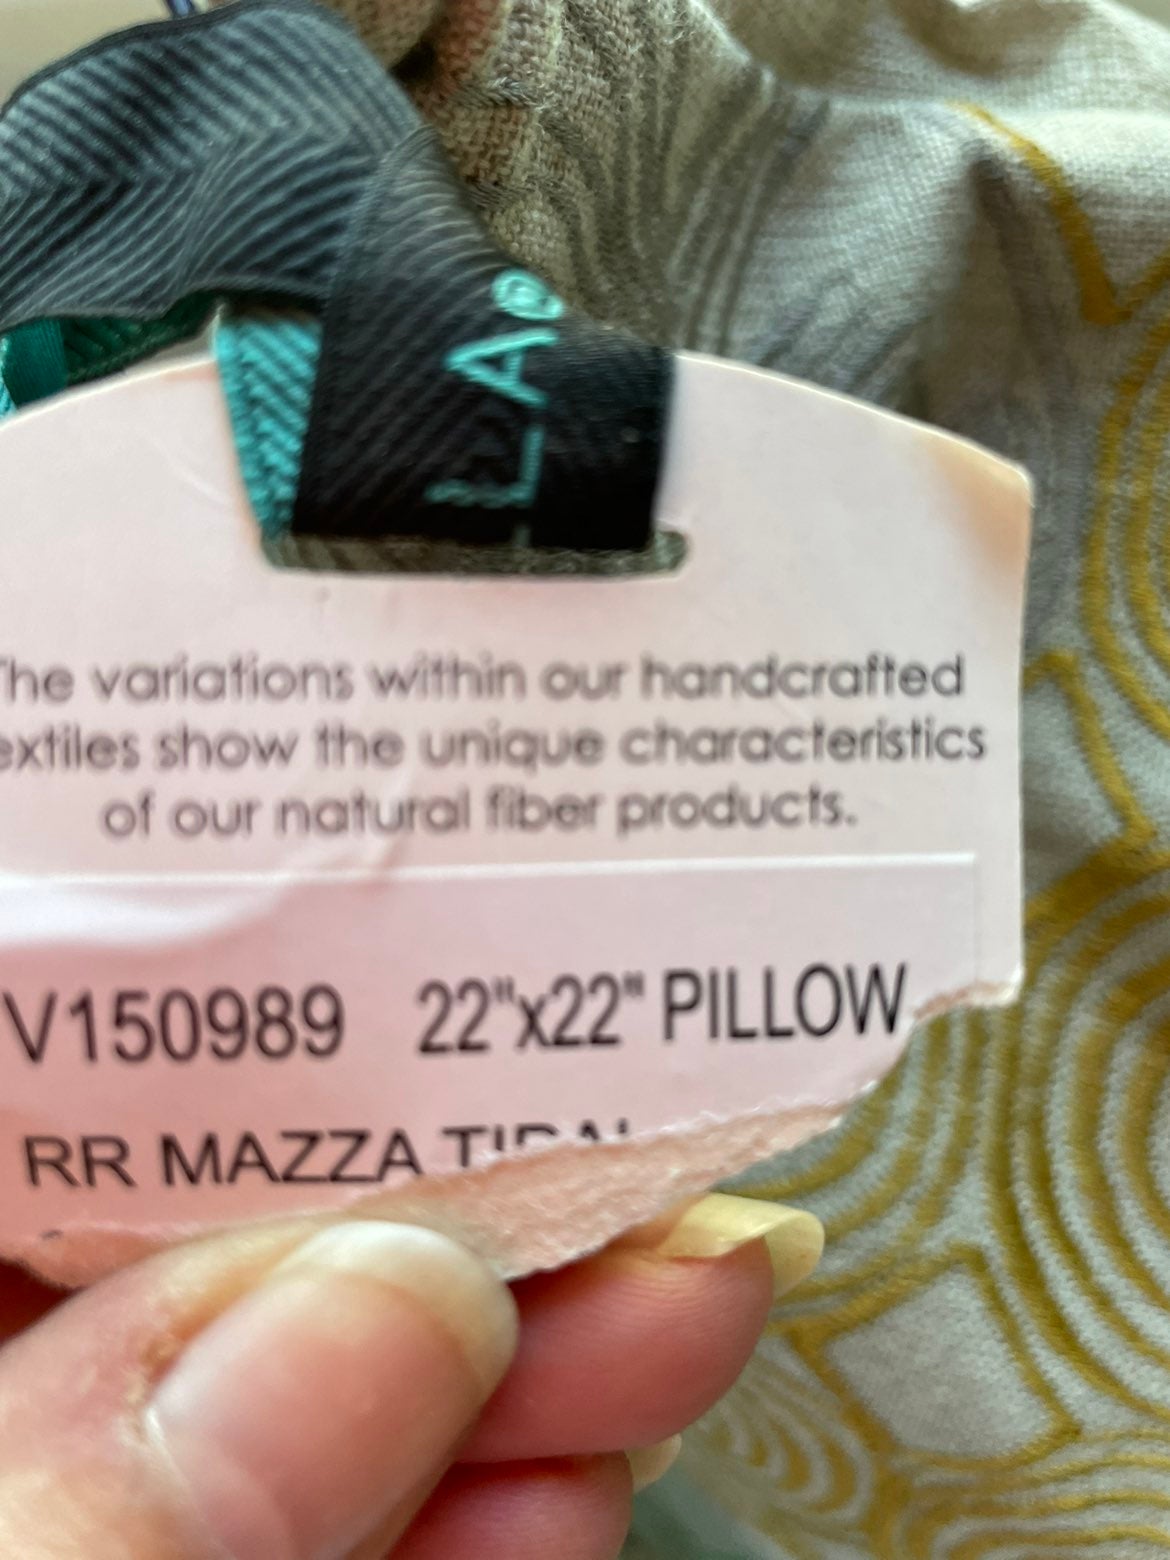 LA®
he variations within our handcrafted
extiles show the unique characteristics
of our natural fiber products.
V150989 22"x22" PILLOW
RR MAZZA